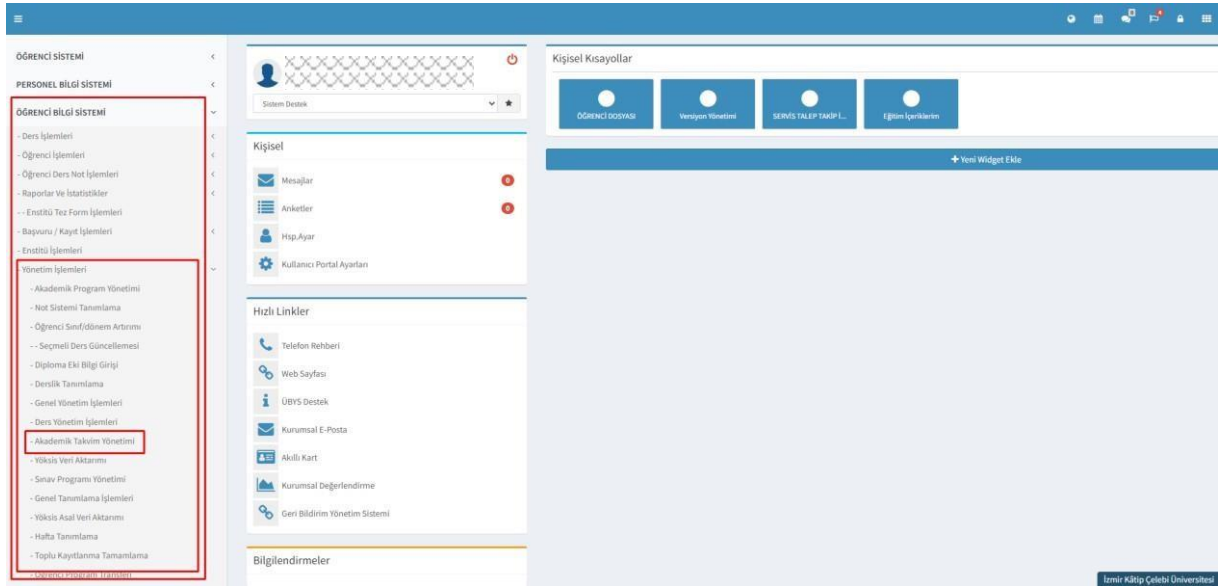 ÖĞRENCİ SİSTEMİ
PERSONEL BİLGİ SİSTEMİ
ÖĞRENCİ BİLGİ SİSTEMİ
- Ders İşlemleri
- Öğrenci İşlemleri
- Öğrenci Ders Not İşlemleri
- Raporlar Ve İstatistikler
- - Enstitü Tez Form İşlemleri
- Başvuru / Kayıt İşlemleri
- Enstitü İşlemleri
- Yönetim İşlemleri
- Akademik Program Yönetimi
- Not Sistemi Tanımlama
- Öğrenci Sınıf/dönem Artırımı
- - Seçmeli Ders Güncellemesi
- Diploma Eki Bilgi Girişi
- Derslik Tanımlama
- Genel Yönetim İşlemleri
- Ders Yönetim İşlemleri
- Akademik Takvim Yönetimi
- Yöksis Veri Aktarımı
- Sınav Programı Yönetimi
- Genel Tanımlama İşlemleri
- Yöksis Asal Veri Aktarımı
- Hafta Tanımlama
- Toplu Kayıtlanma Tamamlama
- Öğrenci Program Transferi
Sistem Destek
Kişisel
Mesajlar 0
Anketler 0
Hsp.Ayar
Kullanıcı Portal Ayarları
Hızlı Linkler
Telefon Rehberi
Web Sayfası
ÜBYS Destek
Kurumsal E-Posta
Akıllı Kart
Kurumsal Değerlendirme
Geri Bildirim Yönetim Sistemi
Bilgilendirmeler
Kişisel Kısayollar
ÖĞRENCİ DOSYASI
Versiyon Yönetimi
SERVİS TALEP TAKİP İ...
Eğitim İçeriklerim
+ Yeni Widget Ekle
İzmir Kâtip Çelebi Üniversitesi